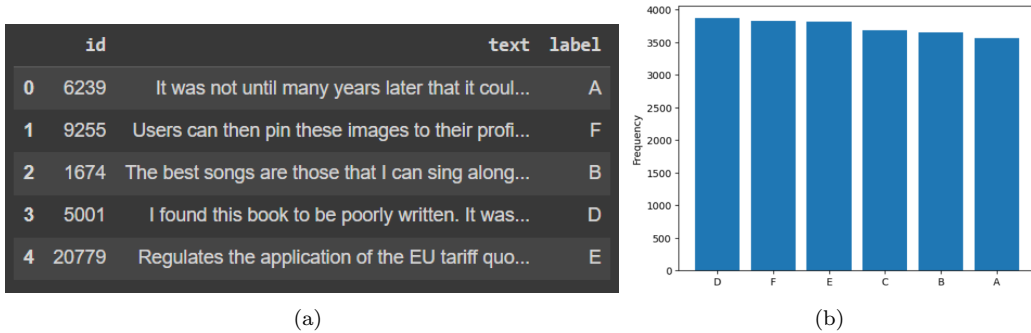 id text label
0 6239 It was not until many years later that it coul... A
1 9255 Users can then pin these images to their profi... F
2 1674 The best songs are those that I can sing along... B
3 5001 I found this book to be poorly written. It was... D
4 20779 Regulates the application of the EU tariff quo... E
(a)
4000
3500
3000
2500
2000
1500
1000
500
0
Frequency
D F E C B A
(b)